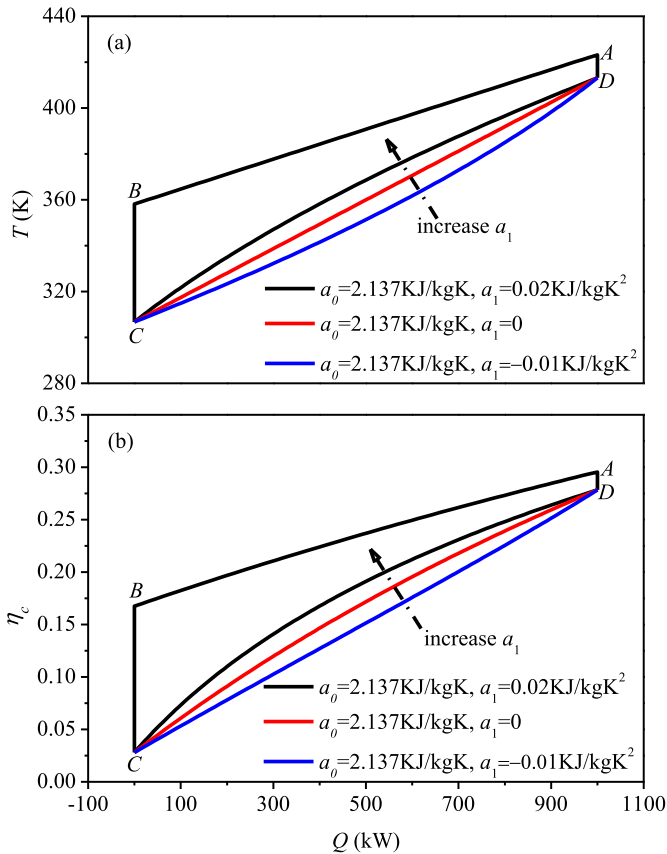 440
400
360
320
280
T (K)
(a)
A
D
B
C
increase a₁
a₀=2.137KJ/kgK, a₁=0.02KJ/kgK²
a₀=2.137KJ/kgK, a₁=0
a₀=2.137KJ/kgK, a₁=−0.01KJ/kgK²
0.35
0.30
0.25
0.20
0.15
0.10
0.05
0.00
η_c
(b)
A
D
B
C
increase a₁
a₀=2.137KJ/kgK, a₁=0.02KJ/kgK²
a₀=2.137KJ/kgK, a₁=0
a₀=2.137KJ/kgK, a₁=−0.01KJ/kgK²
-100 100 300 500 700 900 1100
Q (kW)